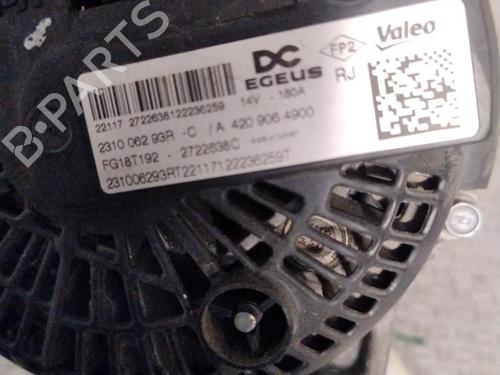 B-PARTS
DC
EGEUS
FP2
Valeo
RJ
22117 2722638122236259 14V - 180A
2310 062 93R -C /A 420 906 4900
FG18T192 - 2722638C
231006293RT22117122236259T